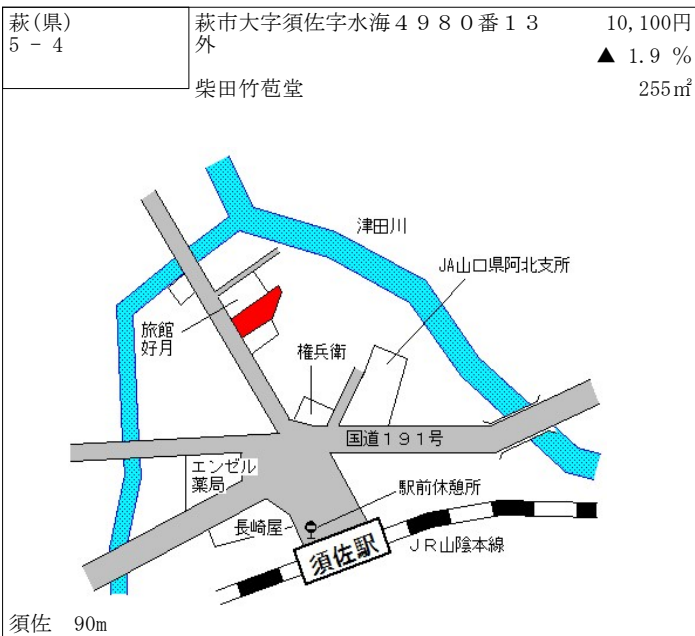 萩(県)
5 - 4
萩市大字須佐字水海4980番13
外
10,100円
▲ 1.9 %
柴田竹苞堂
255㎡
津田川
JA山口県阿北支所
旅館
好月
権兵衛
国道191号
エンゼル
薬局
駅前休憩所
長崎屋
須佐駅
JR山陰本線
須佐 90m